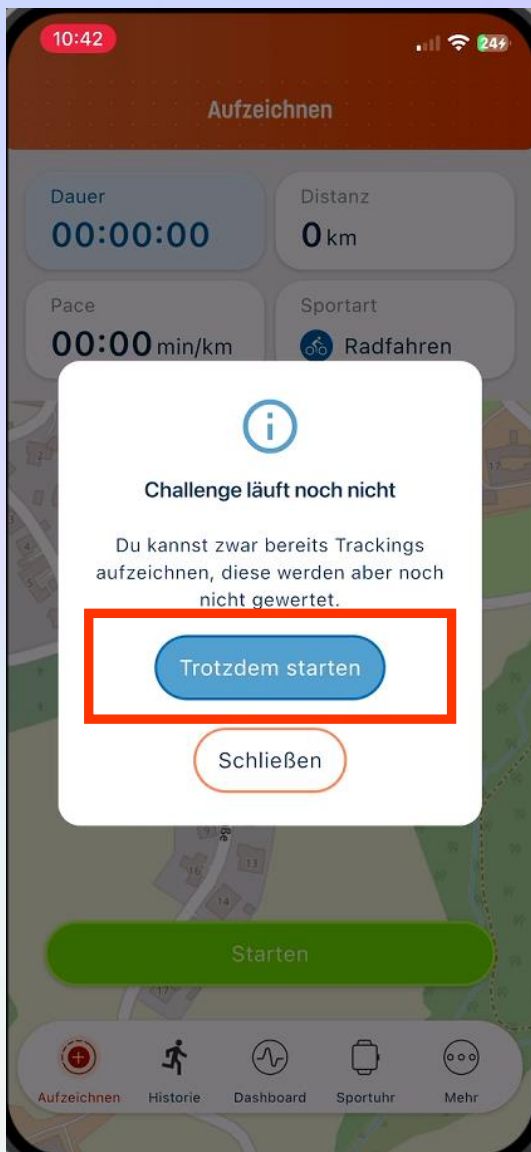 10:42
24
Aufzeichnen
Dauer
Distanz
00:00:00
0 km
Pace
Sportart
00:00 min/km
Radfahren
Challenge läuft noch nicht
Du kannst zwar bereits Trackings
aufzeichnen, diese werden aber noch
nicht gewertet.
Trotzdem starten
Schließen
13
14
Starten
Aufzeichnen
Historie
Dashboard
Sportuhr
Mehr